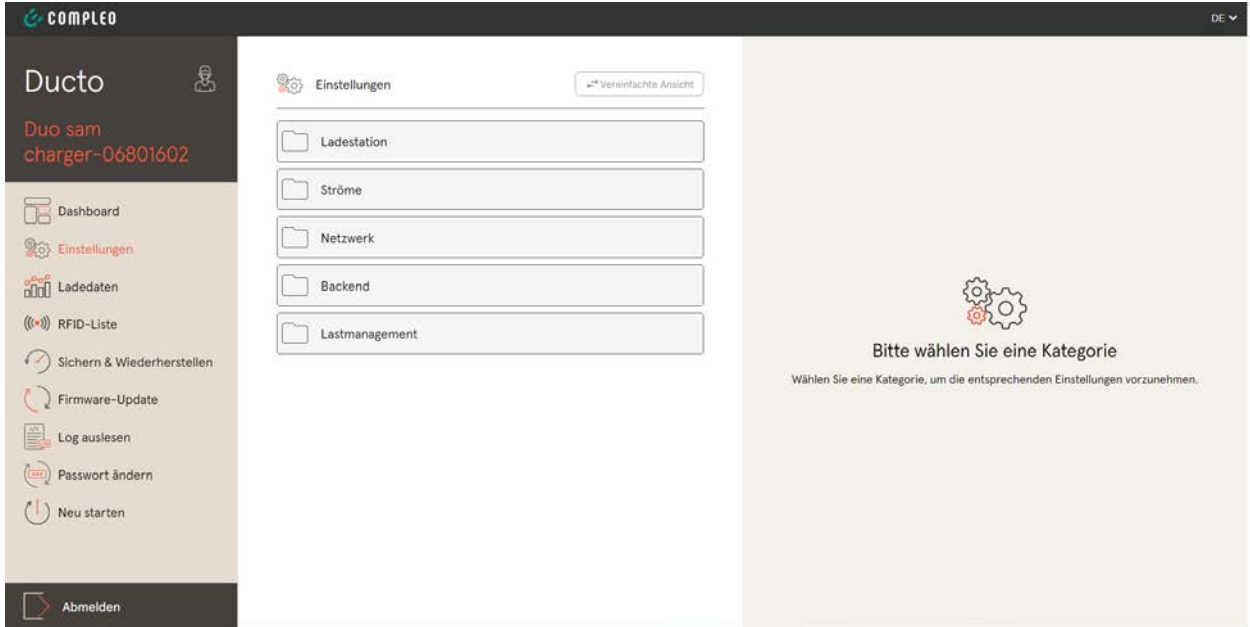 COMPLEO
DE
Ducto
Duo sam
charger-06801602
Dashboard
Einstellungen
Ladedaten
RFID-Liste
Sichern & Wiederherstellen
Firmware-Update
Log auslesen
Passwort ändern
Neu starten
Abmelden
Einstellungen
Vereinfachte Ansicht
Ladestation
Ströme
Netzwerk
Backend
Lastmanagement
Bitte wählen Sie eine Kategorie
Wählen Sie eine Kategorie, um die entsprechenden Einstellungen vorzunehmen.